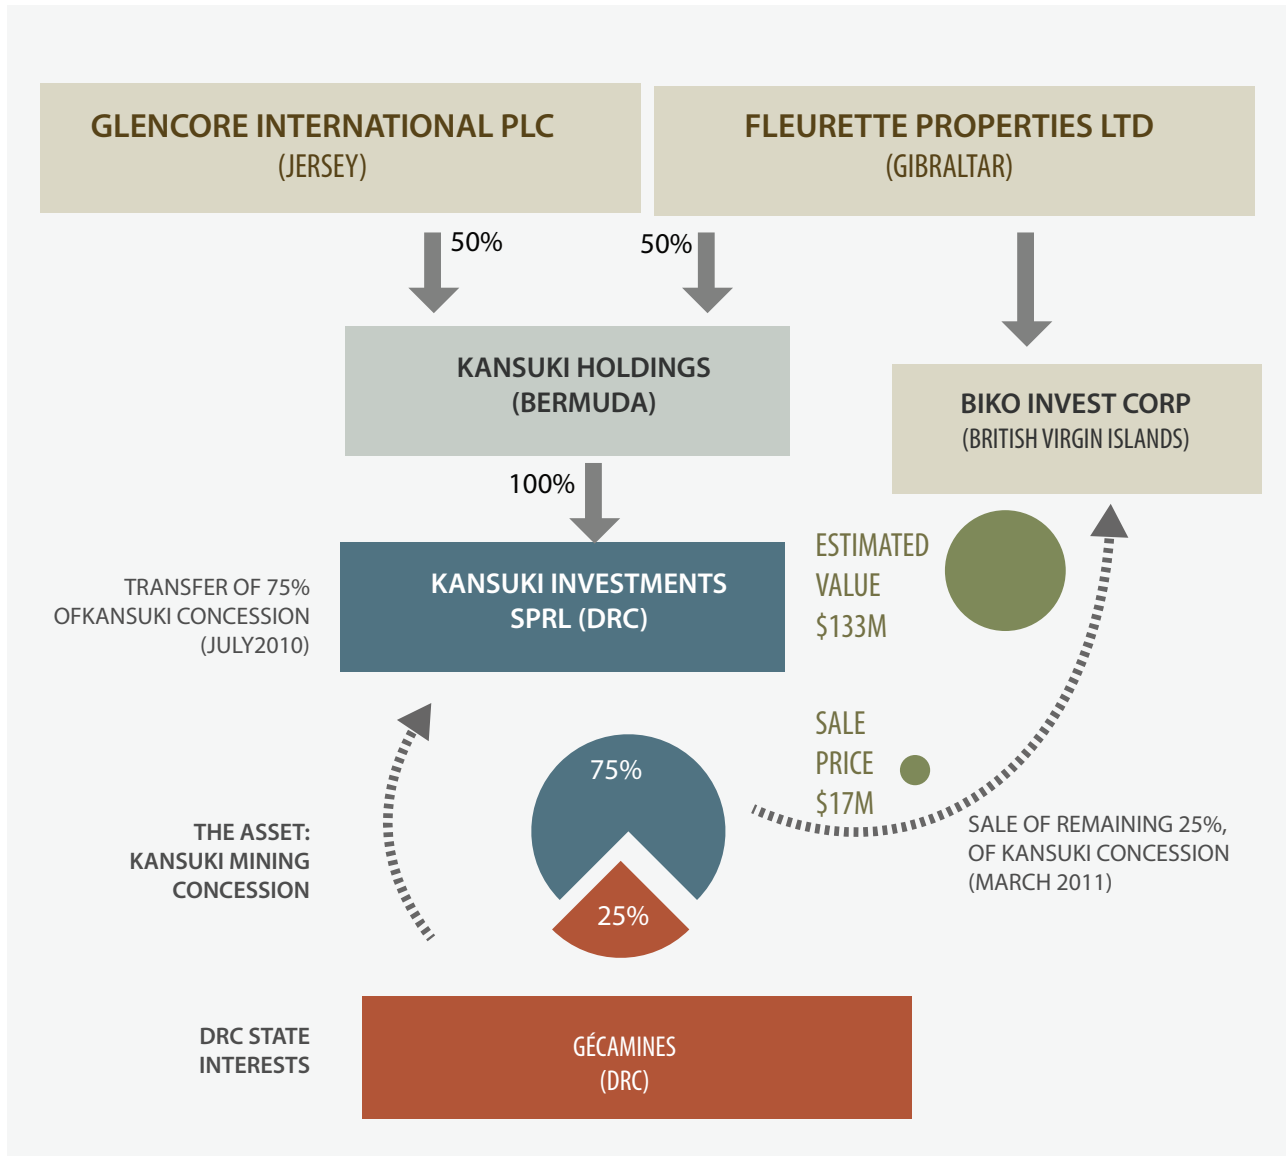 GLENCORE INTERNATIONAL PLC
(JERSEY)
FLEURETTE PROPERTIES LTD
(GIBRALTAR)
50%
50%
KANSUKI HOLDINGS
(BERMUDA)
BIKO INVEST CORP
(BRITISH VIRGIN ISLANDS)
100%
TRANSFER OF 75%
OFKANSUKI CONCESSION
(JULY2010)
KANSUKI INVESTMENTS
SPRL (DRC)
ESTIMATED
VALUE
$133M
SALE
PRICE
$17M
75%
25%
THE ASSET:
KANSUKI MINING
CONCESSION
SALE OF REMAINING 25%,
OF KANSUKI CONCESSION
(MARCH 2011)
DRC STATE
INTERESTS
GÉCAMINES
(DRC)